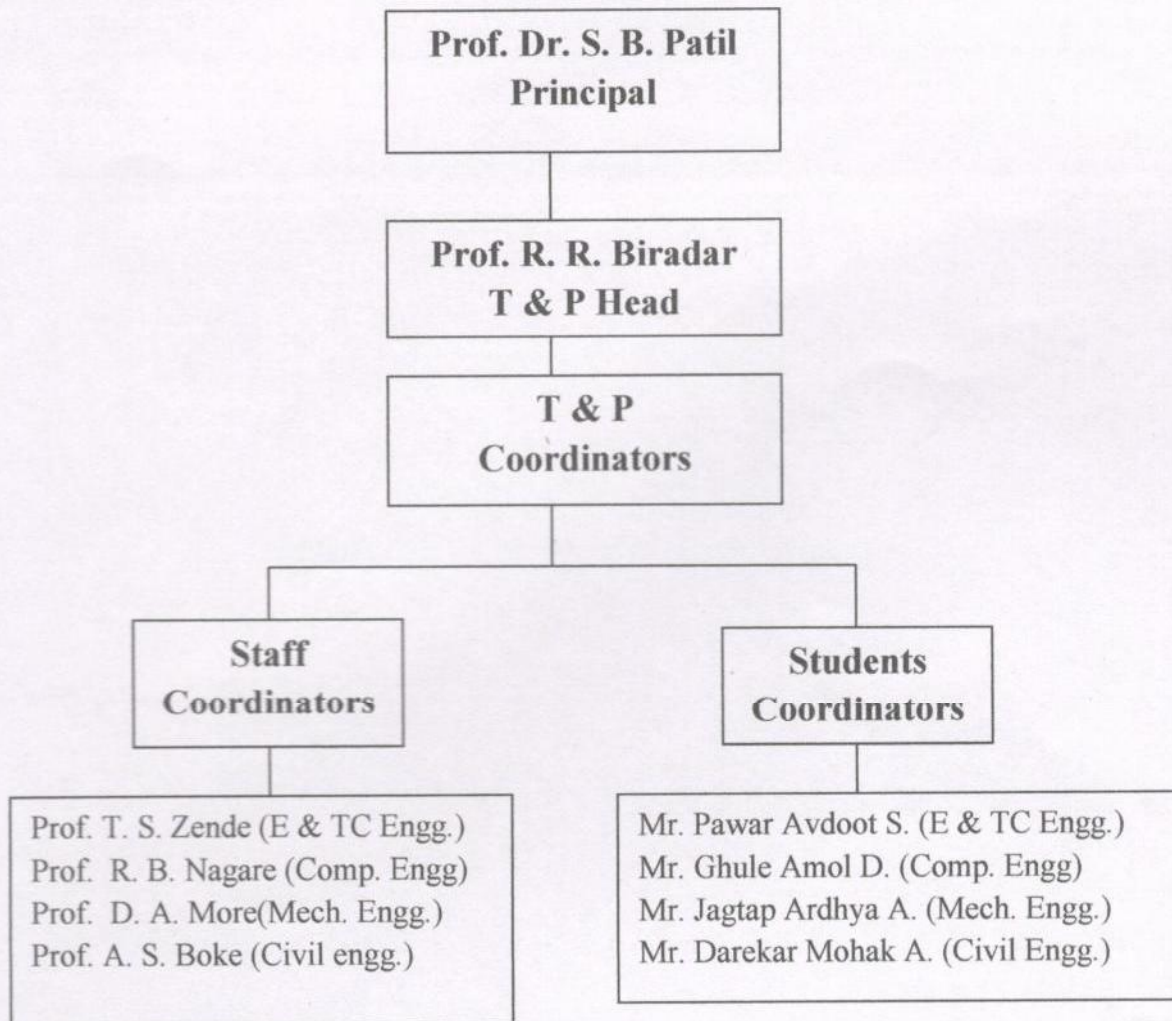 Prof. Dr. S. B. Patil
Principal
Prof. R. R. Biradar
T & P Head
T & P
Coordinators
Staff
Coordinators
Students
Coordinators
Prof. T. S. Zende (E & TC Engg.)
Prof. R. B. Nagare (Comp. Engg)
Prof. D. A. More(Mech. Engg.)
Prof. A. S. Boke (Civil engg.)
Mr. Pawar Avdoot S. (E & TC Engg.)
Mr. Ghule Amol D. (Comp. Engg)
Mr. Jagtap Ardhya A. (Mech. Engg.)
Mr. Darekar Mohak A. (Civil Engg.)